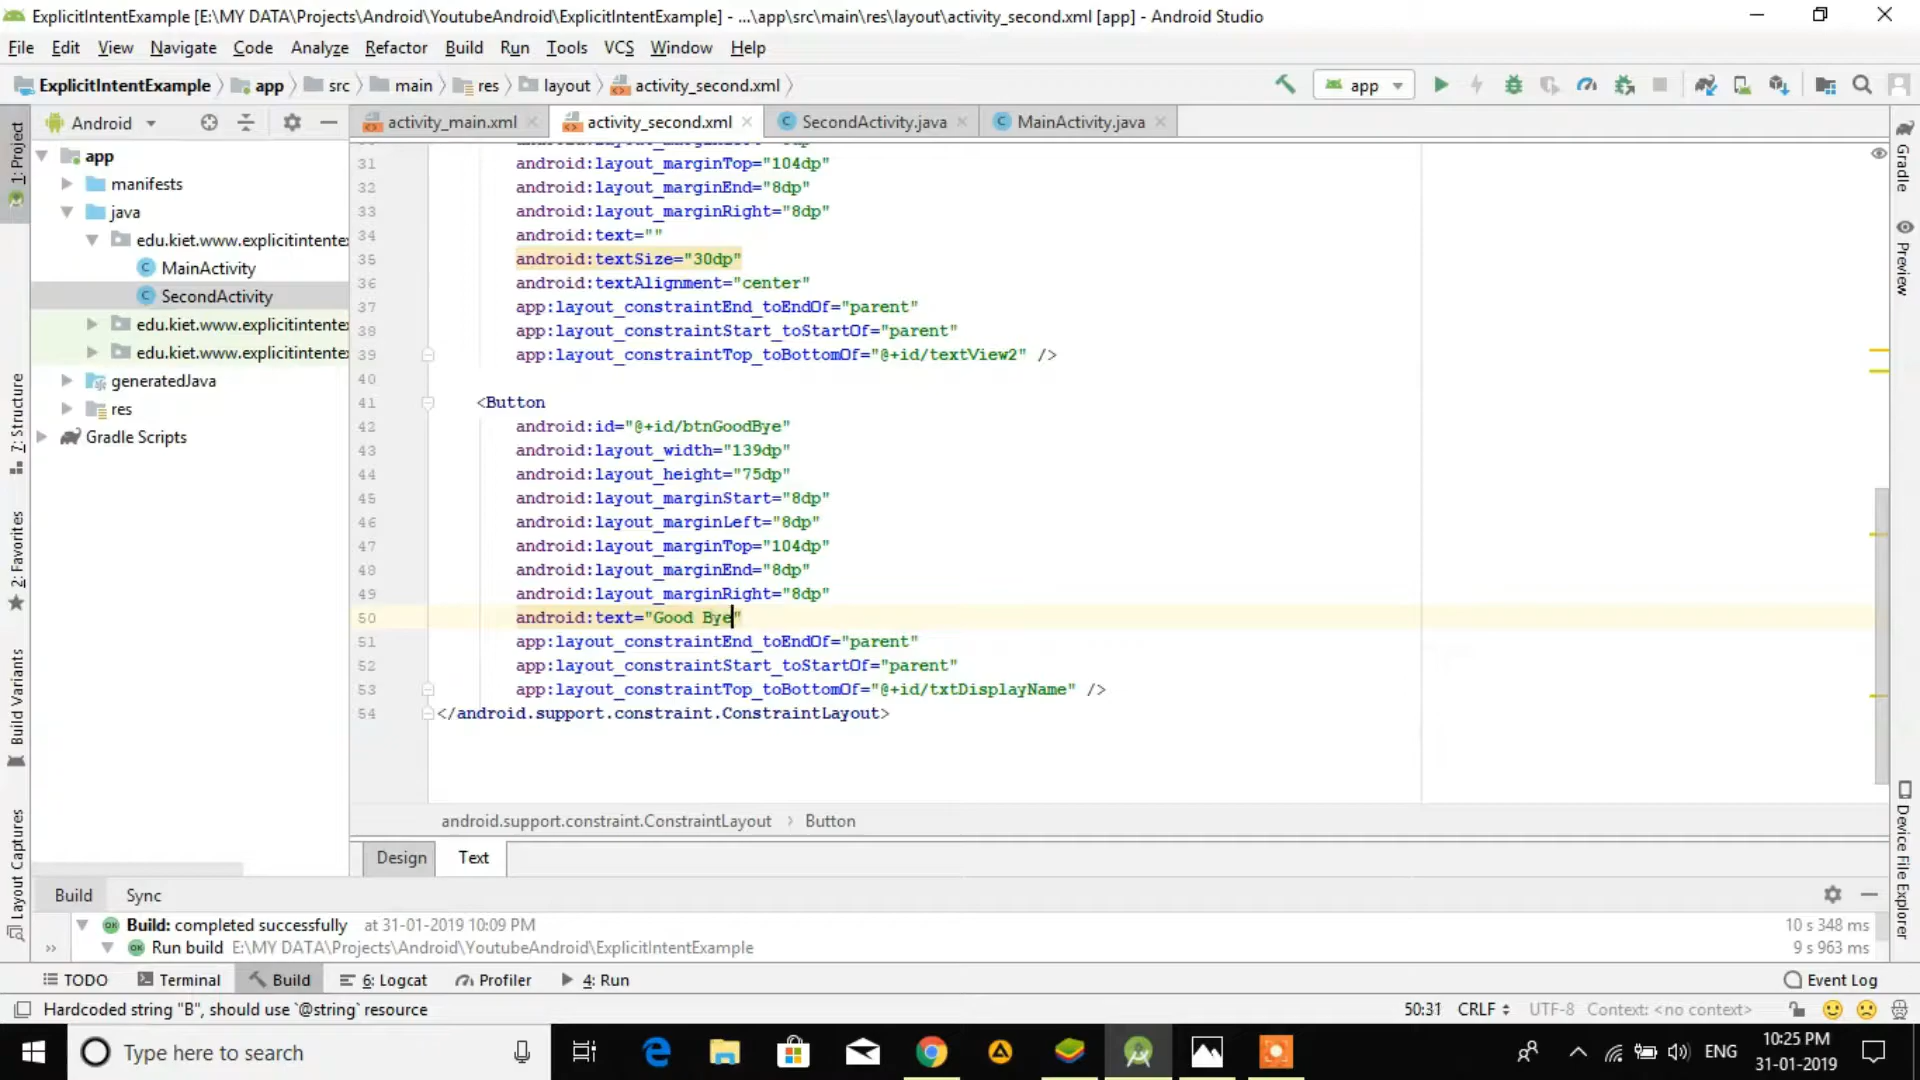 ExplicitIntentExample [E:\MY DATA\Projects\Android\YoutubeAndroid\ExplicitIntentExample] - ...\app\src\main\res\layout\activity_second.xml [app] - Android Studio
File Edit View Navigate Code Analyze Refactor Build Run Tools VCS Window Help
ExplicitIntentExample app src main res layout activity_second.xml
app
Android
activity_main.xml activity_second.xml SecondActivity.java MainActivity.java
1: Project
7: Structure
2: Favorites
Build Variants
Layout Captures
app
manifests
java
edu.kiet.www.explicitintente
MainActivity
SecondActivity
edu.kiet.www.explicitintente
edu.kiet.www.explicitintente
generatedJava
res
Gradle Scripts
31 android:layout_marginTop="104dp"
32 android:layout_marginEnd="8dp"
33 android:layout_marginRight="8dp"
34 android:text=""
35 android:textSize="30dp"
36 android:textAlignment="center"
37 app:layout_constraintEnd_toEndOf="parent"
38 app:layout_constraintStart_toStartOf="parent"
39 app:layout_constraintTop_toBottomOf="@+id/textView2" />
40
41 <Button
42 android:id="@+id/btnGoodBye"
43 android:layout_width="139dp"
44 android:layout_height="75dp"
45 android:layout_marginStart="8dp"
46 android:layout_marginLeft="8dp"
47 android:layout_marginTop="104dp"
48 android:layout_marginEnd="8dp"
49 android:layout_marginRight="8dp"
50 android:text="Good Bye"
51 app:layout_constraintEnd_toEndOf="parent"
52 app:layout_constraintStart_toStartOf="parent"
53 app:layout_constraintTop_toBottomOf="@+id/txtDisplayName" />
54 </android.support.constraint.ConstraintLayout>
android.support.constraint.ConstraintLayout › Button
Design Text
Gradle
Preview
Device File Explorer
Build Sync
Build: completed successfully at 31-01-2019 10:09 PM 10 s 348 ms
Run build E:\MY DATA\Projects\Android\YoutubeAndroid\ExplicitIntentExample 9 s 963 ms
TODO Terminal Build 6: Logcat Profiler 4: Run Event Log
Hardcoded string "B", should use `@string` resource 50:31 CRLF UTF-8 Context: <no context>
Type here to search ENG 10:25 PM
31-01-2019